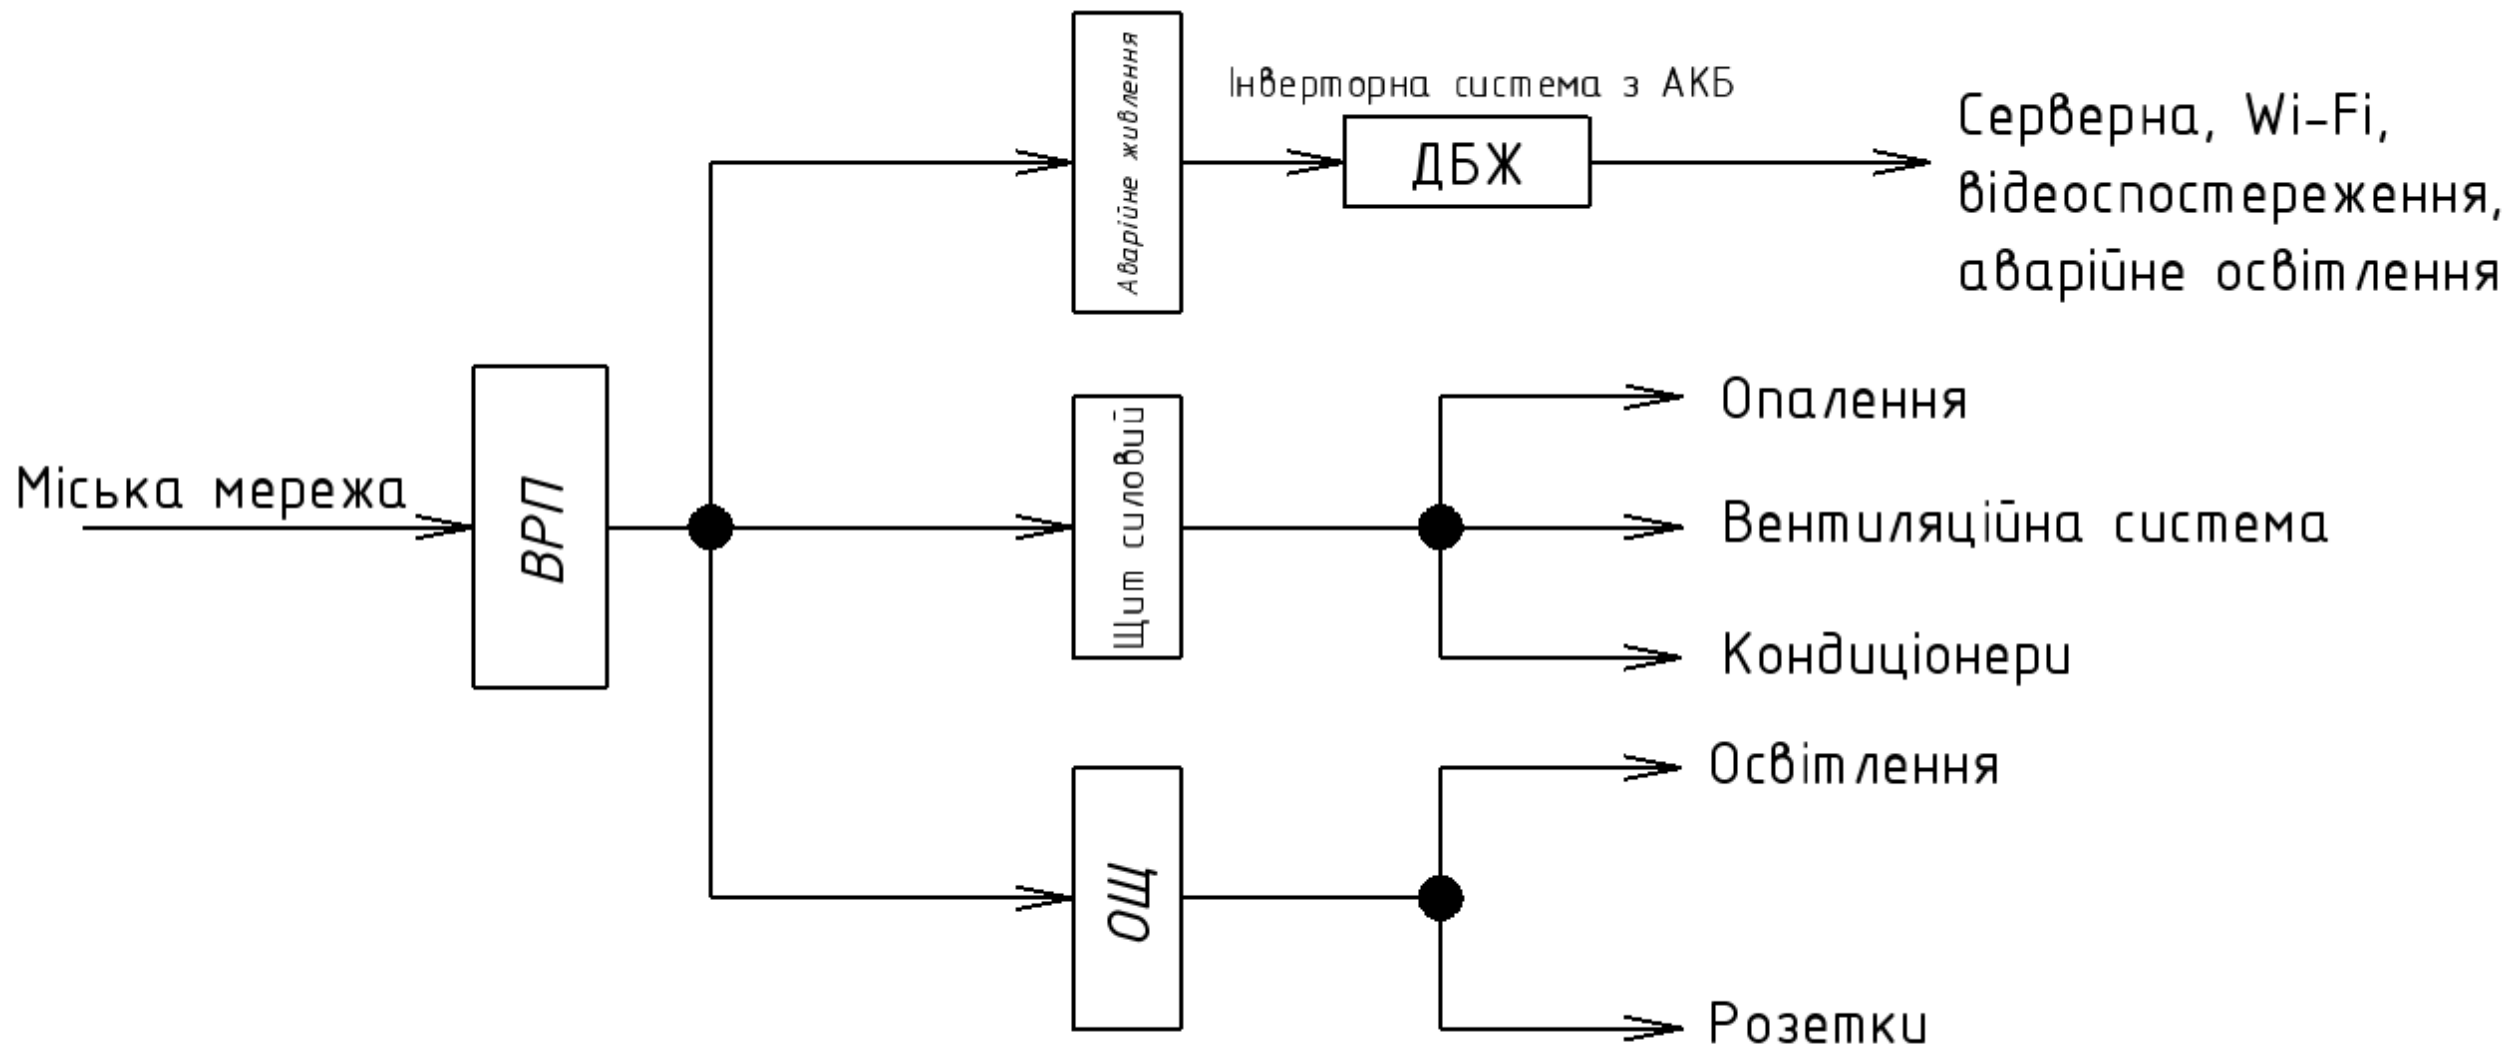 Аварійне живлення
Інверторна система з АКБ
ДБЖ
Серверна, Wi-Fi,
відеоспостереження,
аварійне освітлення
Міська мережа
ВРП
Щит силовий
Опалення
Вентиляційна система
Кондиціонери
ОЩ
Освітлення
Розетки